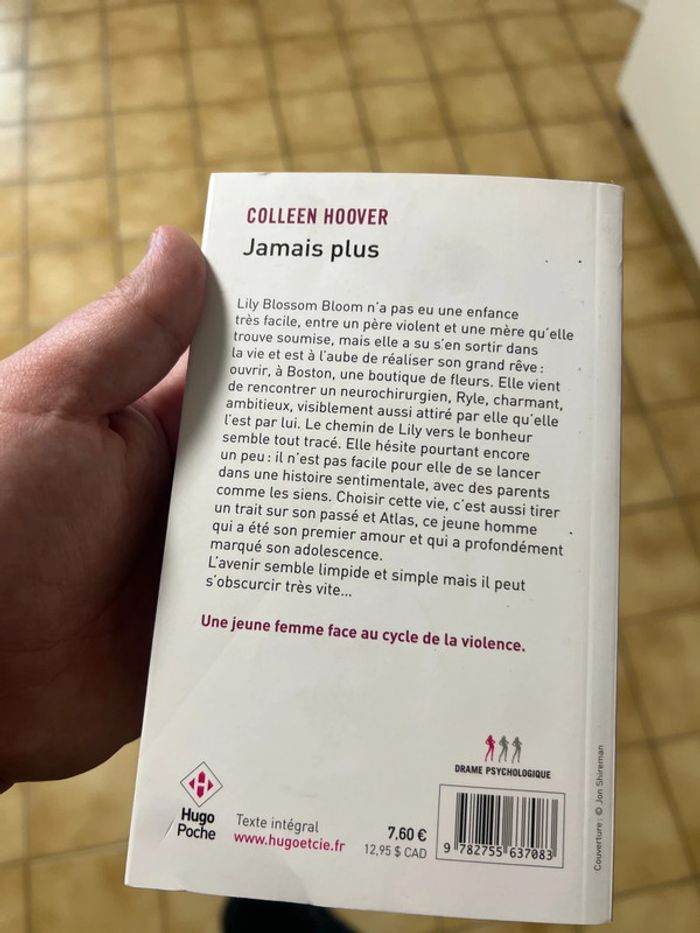 COLLEEN HOOVER
Jamais plus
Lily Blossom Bloom n'a pas eu une enfance
très facile, entre un père violent et une mère qu'elle
trouve soumise, mais elle a su s'en sortir dans
la vie et est à l'aube de réaliser son grand rêve :
ouvrir, à Boston, une boutique de fleurs. Elle vient
de rencontrer un neurochirurgien, Ryle, charmant,
ambitieux, visiblement aussi attiré par elle qu'elle
l'est par lui. Le chemin de Lily vers le bonheur
semble tout tracé. Elle hésite pourtant encore
un peu : il n'est pas facile pour elle de se lancer
dans une histoire sentimentale, avec des parents
comme les siens. Choisir cette vie, c'est aussi tirer
un trait sur son passé et Atlas, ce jeune homme
qui a été son premier amour et qui a profondément
marqué son adolescence.
L'avenir semble limpide et simple mais il peut
s'obscurcir très vite...
Une jeune femme face au cycle de la violence.
DRAME PSYCHOLOGIQUE
H
Hugo
Poche
Texte intégral
www.hugoetcie.fr
7,60 €
12,95 $ CAD
9 782755 637083
Couverture : © Jon Shireman